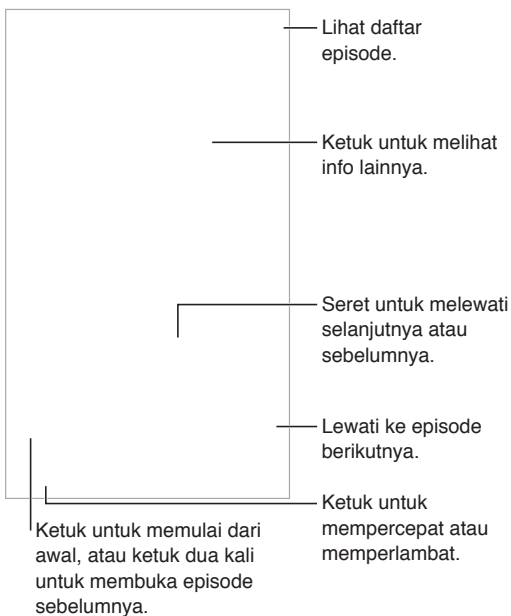 Lihat daftar
episode.
Ketuk untuk melihat
info lainnya.
Seret untuk melewati
selanjutnya atau
sebelumnya.
Lewati ke episode
berikutnya.
Ketuk untuk
mempercepat atau
memperlambat.
Ketuk untuk memulai dari
awal, atau ketuk dua kali
untuk membuka episode
sebelumnya.